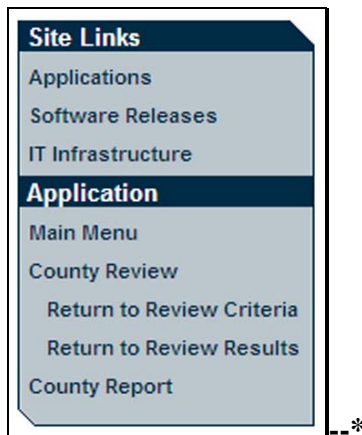 Site Links
Applications
Software Releases
IT Infrastructure
Application
Main Menu
County Review
Return to Review Criteria
Return to Review Results
County Report
--*